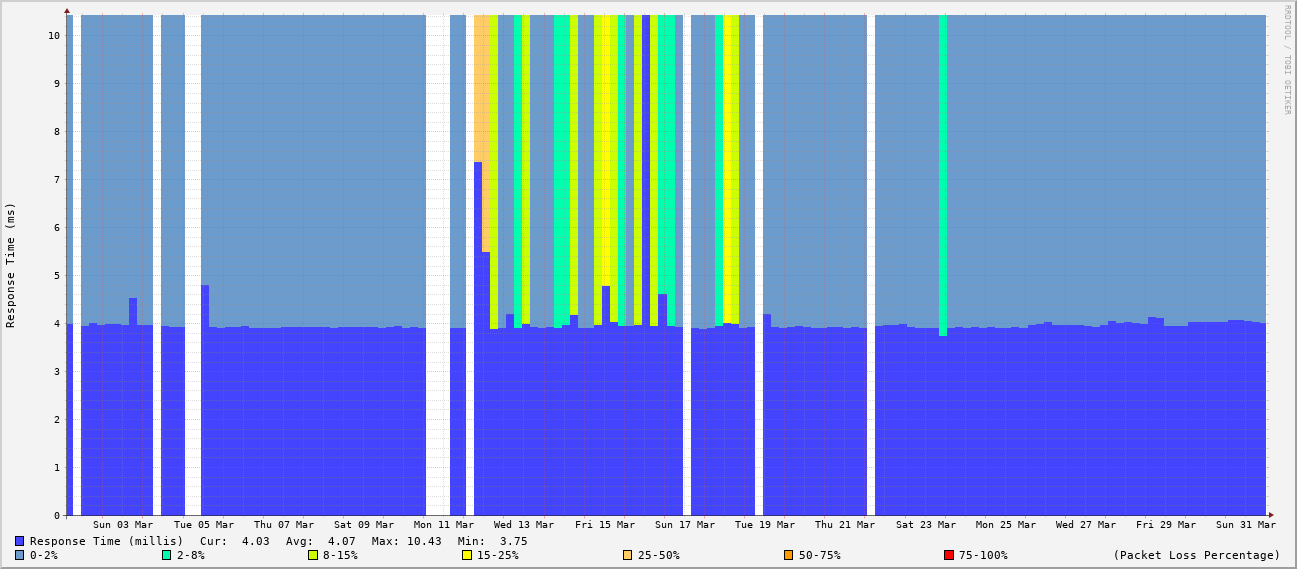 RRDTOOL / TOBI OETIKER
Response Time (ms)
10
9
8
7
6
5
4
3
2
1
0
Sun 03 Mar Tue 05 Mar Thu 07 Mar Sat 09 Mar Mon 11 Mar Wed 13 Mar Fri 15 Mar Sun 17 Mar Tue 19 Mar Thu 21 Mar Sat 23 Mar Mon 25 Mar Wed 27 Mar Fri 29 Mar Sun 31 Mar
Response Time (millis) Cur: 4.03 Avg: 4.07 Max: 10.43 Min: 3.75
0-2% 2-8% 8-15% 15-25% 25-50% 50-75% 75-100% (Packet Loss Percentage)